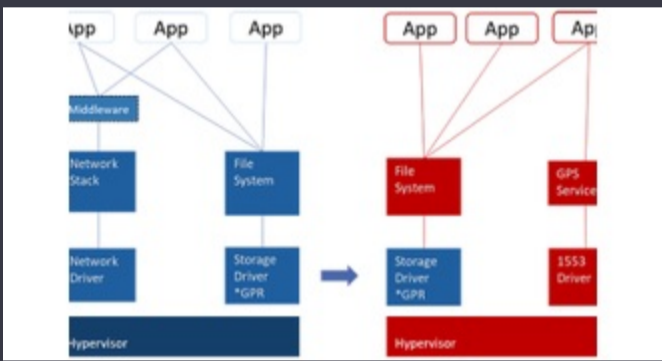 App
App
App
Middleware
Network
Stack
File
System
Network
Driver
Storage
Driver
*GPR
Hypervisor
App
App
App
File
System
GPS
Service
Storage
Driver
*GPR
1553
Driver
Hypervisor